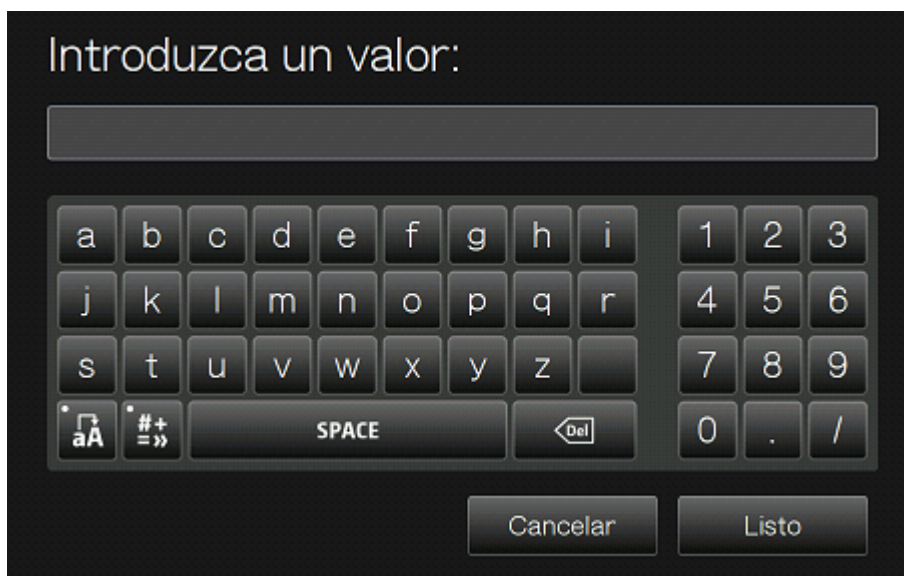 Introduzca un valor:
a b c d e f g h i 1 2 3
j k l m n o p q r 4 5 6
s t u v w x y z 7 8 9
aA #+=» SPACE Del 0 . /
Cancelar Listo